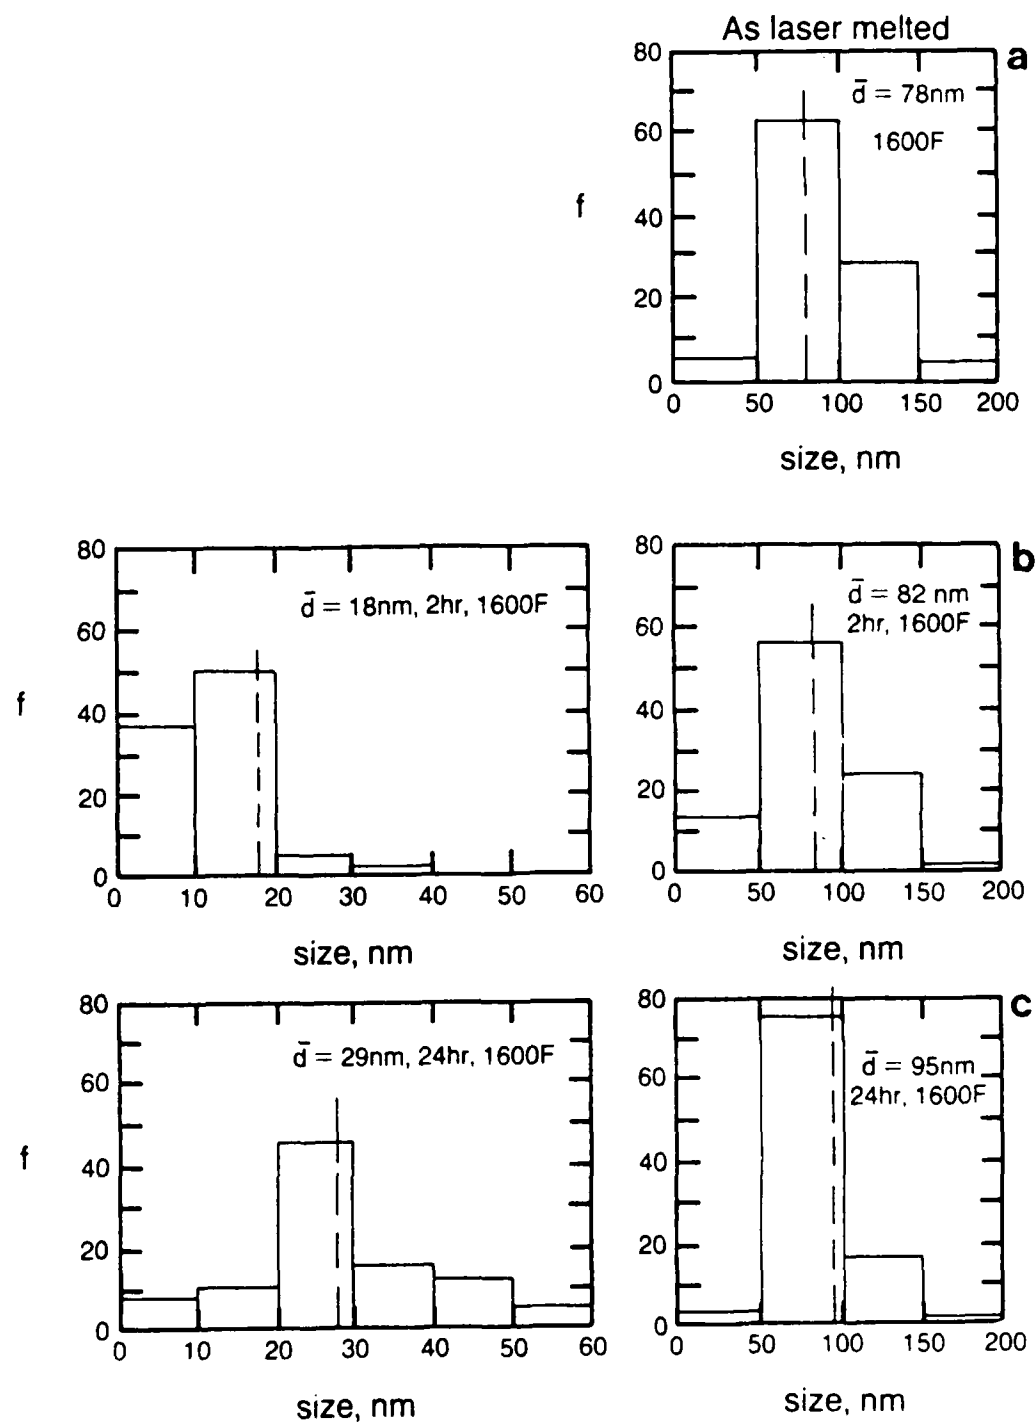 As laser melted
a
80
60
40
20
0
f
d̄ = 78nm
1600F
0 50 100 150 200
size, nm
80
60
40
20
0
f
d̄ = 18nm, 2hr, 1600F
0 10 20 30 40 50 60
size, nm
b
80
60
40
20
0
d̄ = 82 nm
2hr, 1600F
0 50 100 150 200
size, nm
80
60
40
20
0
f
d̄ = 29nm, 24hr, 1600F
0 10 20 30 40 50 60
size, nm
c
80
60
40
20
0
d̄ = 95nm
24hr, 1600F
0 50 100 150 200
size, nm